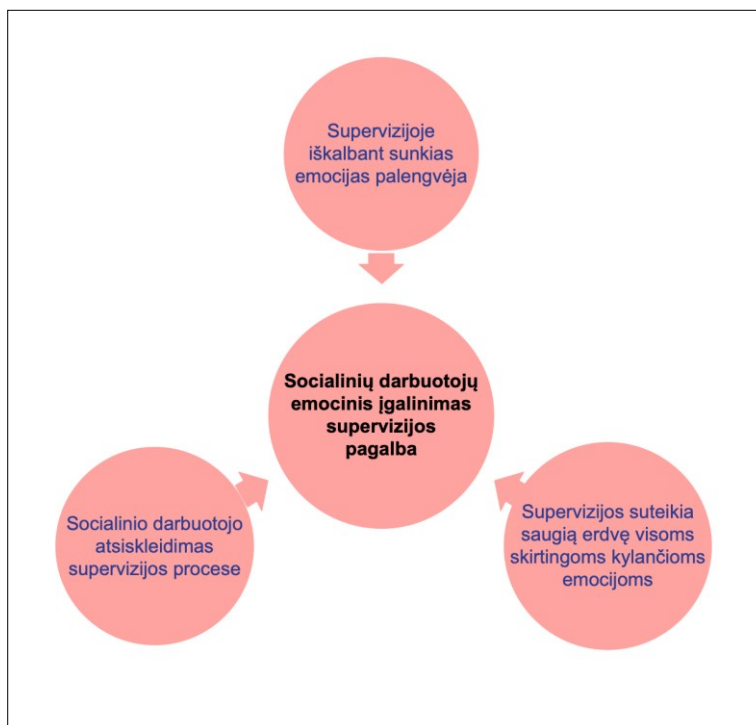 Supervizijoje
iškalbant sunkias
emocijas palengvėja
Socialinių darbuotojų
emocinis įgalinimas
supervizijos
pagalba
Socialinio darbuotojo
atsiskleidimas
supervizijos procese
Supervizijos suteikia
saugią erdvę visoms
skirtingoms kylančioms
emocijoms